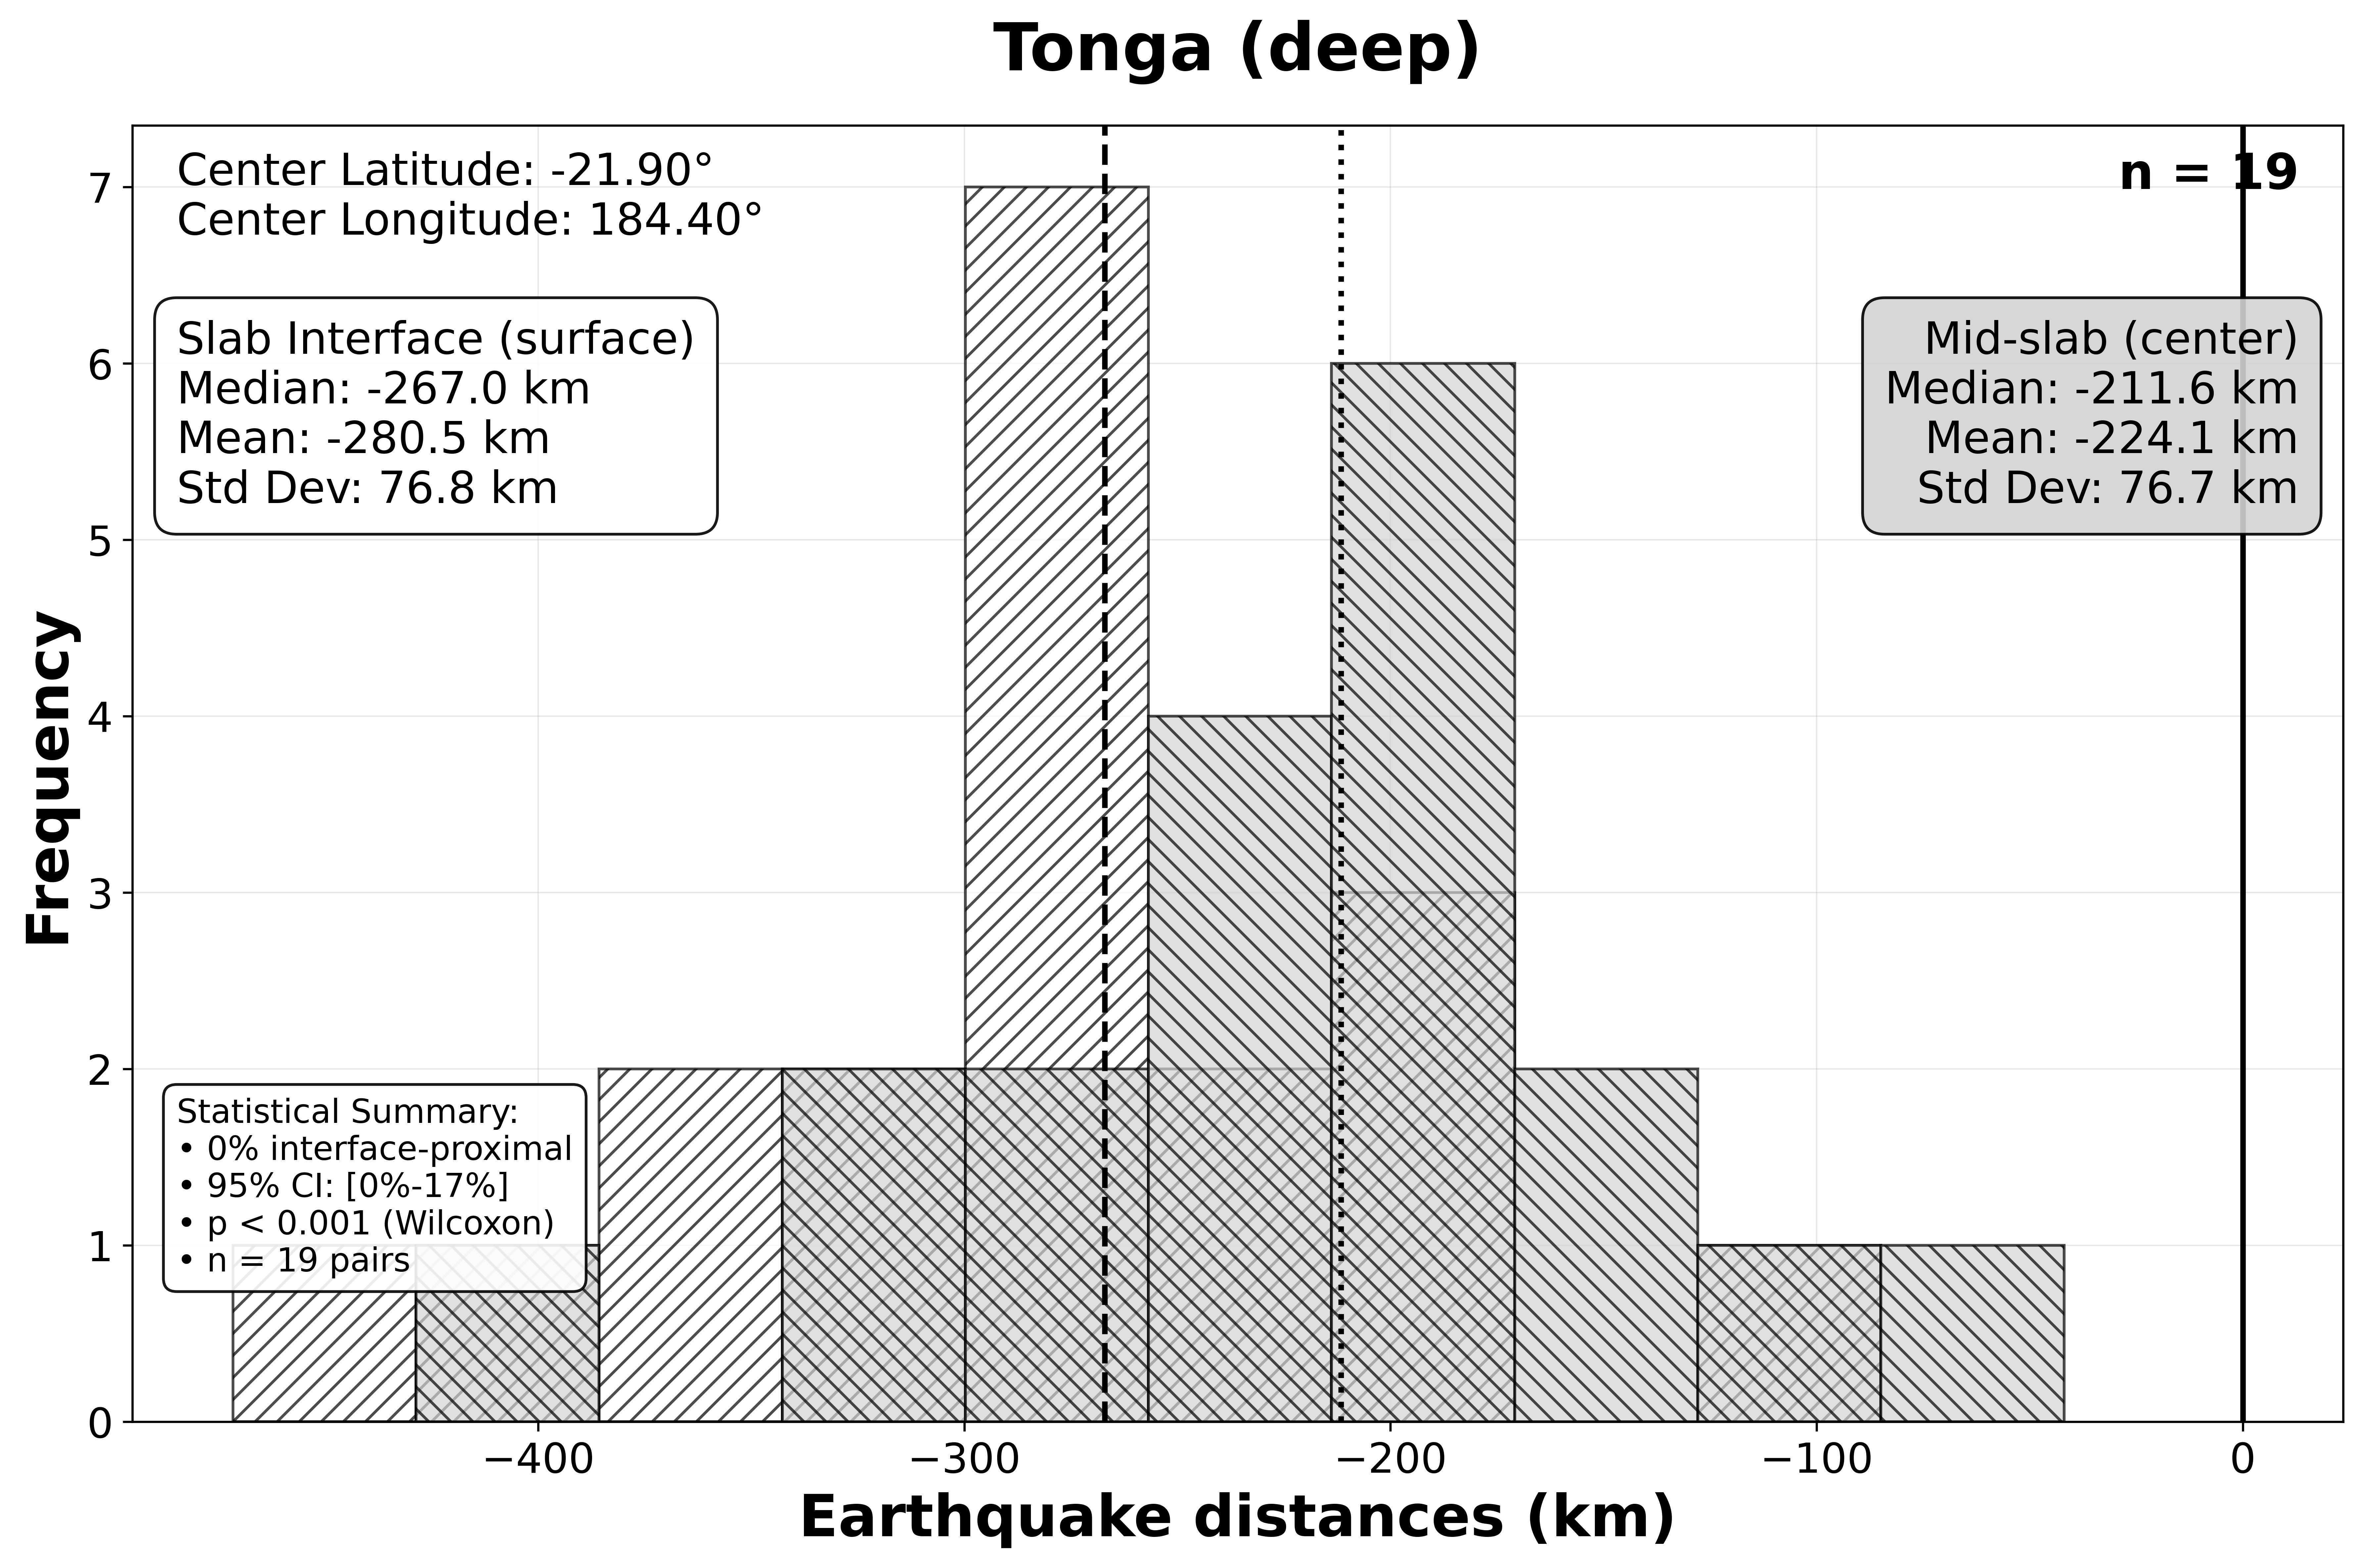 Tonga (deep)
Center Latitude: -21.90°
Center Longitude: 184.40°
n = 19
Slab Interface (surface)
Median: -267.0 km
Mean: -280.5 km
Std Dev: 76.8 km
Mid-slab (center)
Median: -211.6 km
Mean: -224.1 km
Std Dev: 76.7 km
Statistical Summary:
• 0% interface-proximal
• 95% CI: [0%-17%]
• p < 0.001 (Wilcoxon)
• n = 19 pairs
Frequency
7
6
5
4
3
2
1
0
−400
−300
−200
−100
0
Earthquake distances (km)